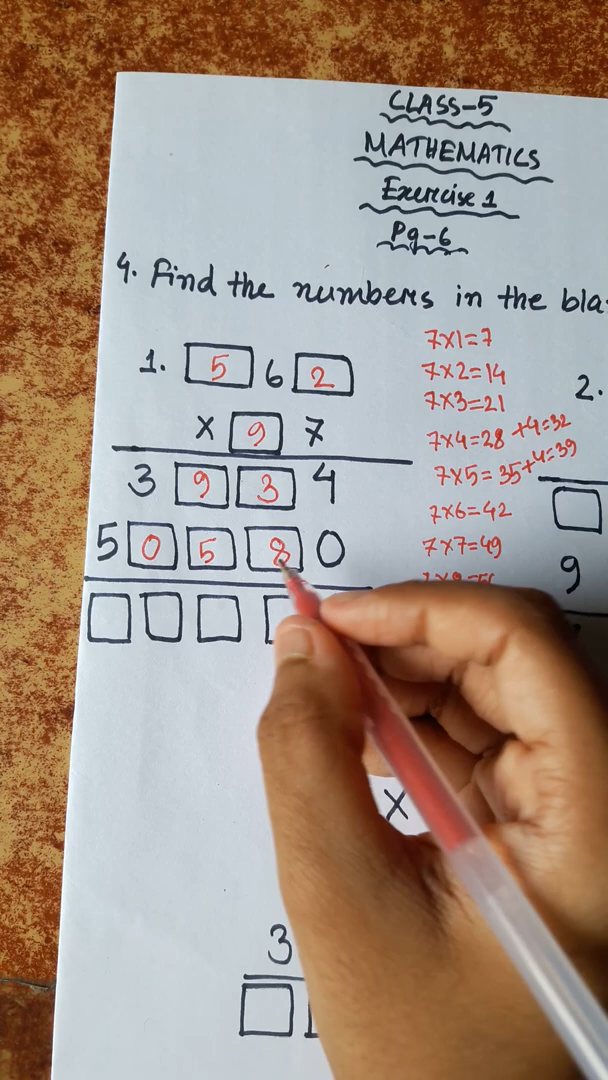 CLASS-5
MATHEMATICS
Exercise 1
Pg-6
4. Find the numbers in the
1. 5 6 2
x 9 7
3 9 3 4
5 0 5 8 0
7x1=7
7x2=14
7x3=21
7x4=28 +4=32
7x5=35+4=39
7x6=42
7x7=49
2.
9
x
3